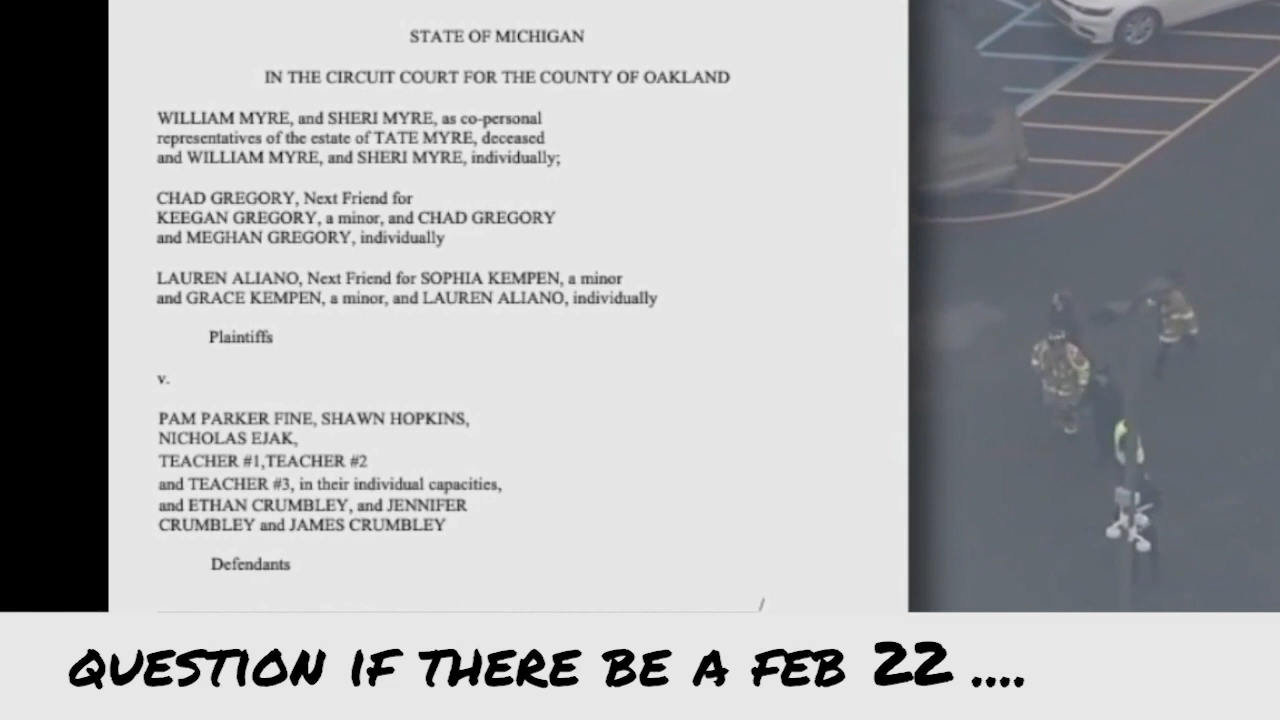 STATE OF MICHIGAN
IN THE CIRCUIT COURT FOR THE COUNTY OF OAKLAND
WILLIAM MYRE, and SHERI MYRE, as co-personal
representatives of the estate of TATE MYRE, deceased
and WILLIAM MYRE, and SHERI MYRE, individually;
CHAD GREGORY, Next Friend for
KEEGAN GREGORY, a minor, and CHAD GREGORY
and MEGHAN GREGORY, individually
LAUREN ALIANO, Next Friend for SOPHIA KEMPEN, a minor
and GRACE KEMPEN, a minor, and LAUREN ALIANO, individually
Plaintiffs
v.
PAM PARKER FINE, SHAWN HOPKINS,
NICHOLAS EJAK,
TEACHER #1,TEACHER #2
and TEACHER #3, in their individual capacities,
and ETHAN CRUMBLEY, and JENNIFER
CRUMBLEY and JAMES CRUMBLEY
Defendants
/
QUESTION IF THERE BE A FEB 22 ....